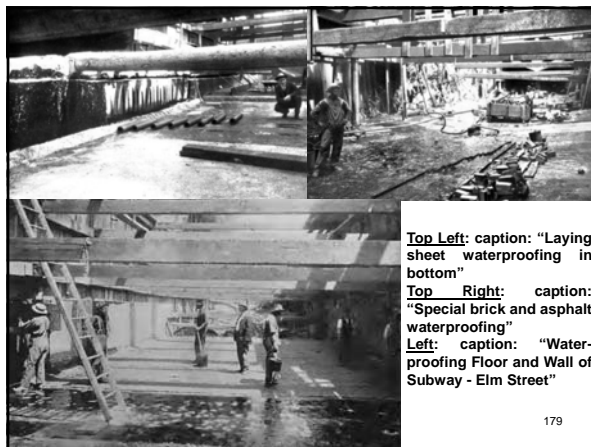 Top Left: caption: “Laying
sheet waterproofing in
bottom”
Top Right: caption:
“Special brick and asphalt
waterproofing”
Left: caption: “Water-
proofing Floor and Wall of
Subway - Elm Street”
179